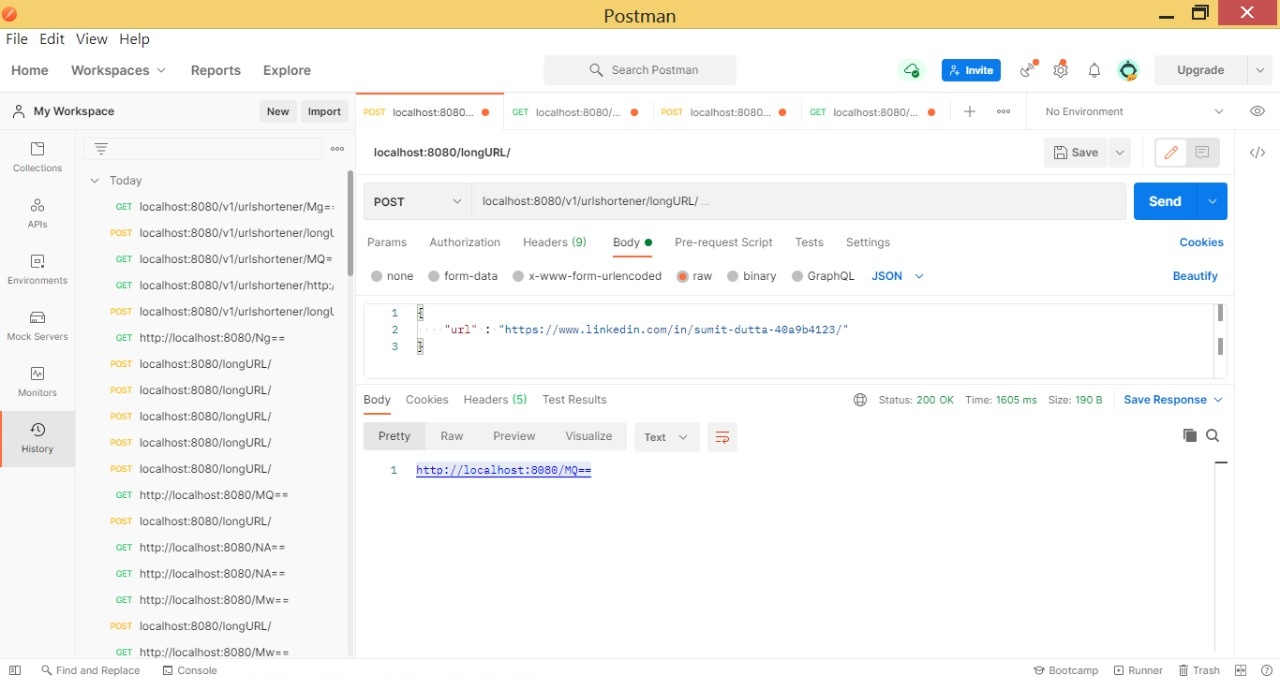 Postman
File Edit View Help
Home Workspaces Reports Explore Search Postman Invite Upgrade
My Workspace New Import POST localhost:8080... GET localhost:8080/... POST localhost:8080... GET localhost:8080/... No Environment
localhost:8080/longURL/ Save
Collections
APIs
Environments
Mock Servers
Monitors
History
Today
GET localhost:8080/v1/urlshortener/Mg=
POST localhost:8080/v1/urlshortener/longU
GET localhost:8080/v1/urlshortener/MQ=
GET localhost:8080/v1/urlshortener/http:/
POST localhost:8080/v1/urlshortener/longU
GET http://localhost:8080/Ng==
POST localhost:8080/longURL/
POST localhost:8080/longURL/
POST localhost:8080/longURL/
POST localhost:8080/longURL/
POST localhost:8080/longURL/
GET http://localhost:8080/MQ==
POST localhost:8080/longURL/
GET http://localhost:8080/NA==
GET http://localhost:8080/NA==
GET http://localhost:8080/Mw==
POST localhost:8080/longURL/
GET http://localhost:8080/Mw==
POST localhost:8080/v1/urlshortener/longURL/ ... Send
Params Authorization Headers (9) Body Pre-request Script Tests Settings Cookies
none form-data x-www-form-urlencoded raw binary GraphQL JSON Beautify
1 {
2 "url" : "https://www.linkedin.com/in/sumit-dutta-40a9b4123/"
3 }
Body Cookies Headers (5) Test Results Status: 200 OK Time: 1605 ms Size: 190 B Save Response
Pretty Raw Preview Visualize Text
1 http://localhost:8080/MQ==
Find and Replace Console Bootcamp Runner Trash